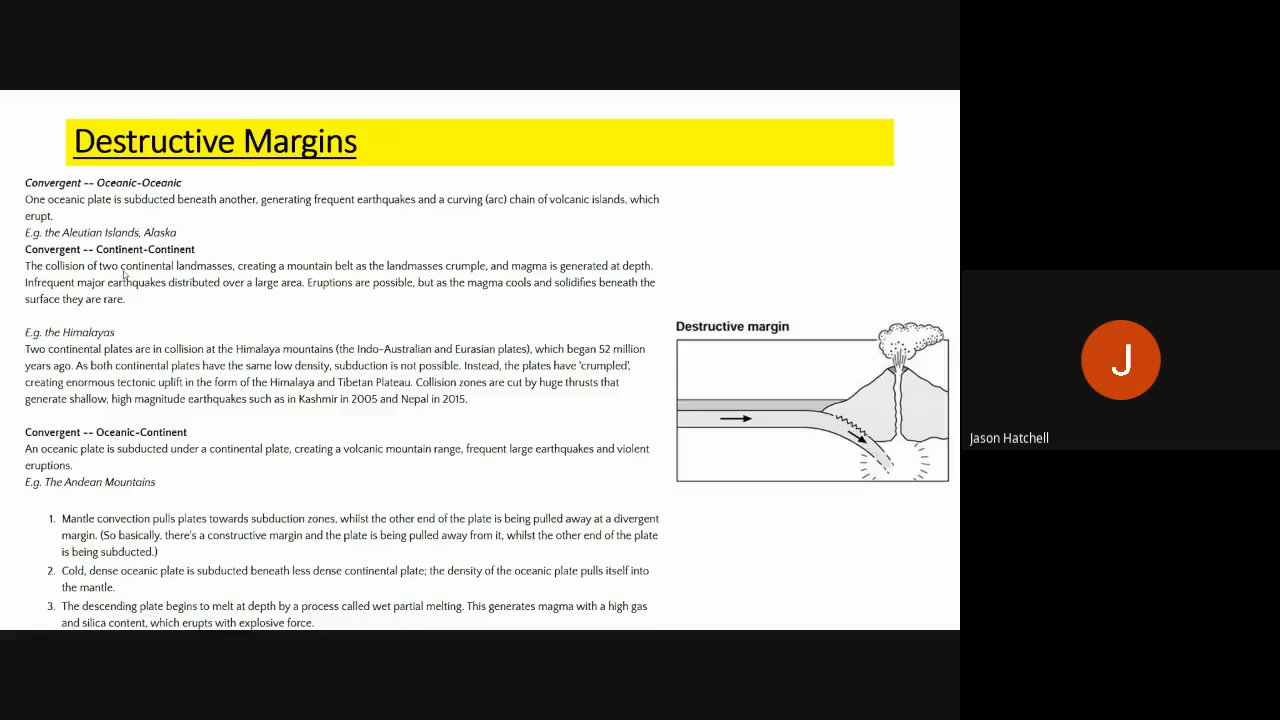 Destructive Margins
Convergent -- Oceanic-Oceanic
One oceanic plate is subducted beneath another, generating frequent earthquakes and a curving (arc) chain of volcanic islands, which
erupt.
E.g. the Aleutian Islands, Alaska
Convergent -- Continent-Continent
The collision of two continental landmasses, creating a mountain belt as the landmasses crumple, and magma is generated at depth.
Infrequent major earthquakes distributed over a large area. Eruptions are possible, but as the magma cools and solidifies beneath the
surface they are rare.
E.g. the Himalayas
Two continental plates are in collision at the Himalaya mountains (the Indo-Australian and Eurasian plates), which began 52 million
years ago. As both continental plates have the same low density, subduction is not possible. Instead, the plates have 'crumpled',
creating enormous tectonic uplift in the form of the Himalaya and Tibetan Plateau. Collision zones are cut by huge thrusts that
generate shallow, high magnitude earthquakes such as in Kashmir in 2005 and Nepal in 2015.
Convergent -- Oceanic-Continent
An oceanic plate is subducted under a continental plate, creating a volcanic mountain range, frequent large earthquakes and violent
eruptions.
E.g. The Andean Mountains
1. Mantle convection pulls plates towards subduction zones, whilst the other end of the plate is being pulled away at a divergent
margin. (So basically, there's a constructive margin and the plate is being pulled away from it, whilst the other end of the plate
is being subducted.)
2. Cold, dense oceanic plate is subducted beneath less dense continental plate; the density of the oceanic plate pulls itself into
the mantle.
3. The descending plate begins to melt at depth by a process called wet partial melting. This generates magma with a high gas
and silica content, which erupts with explosive force.
Destructive margin
J
Jason Hatchell